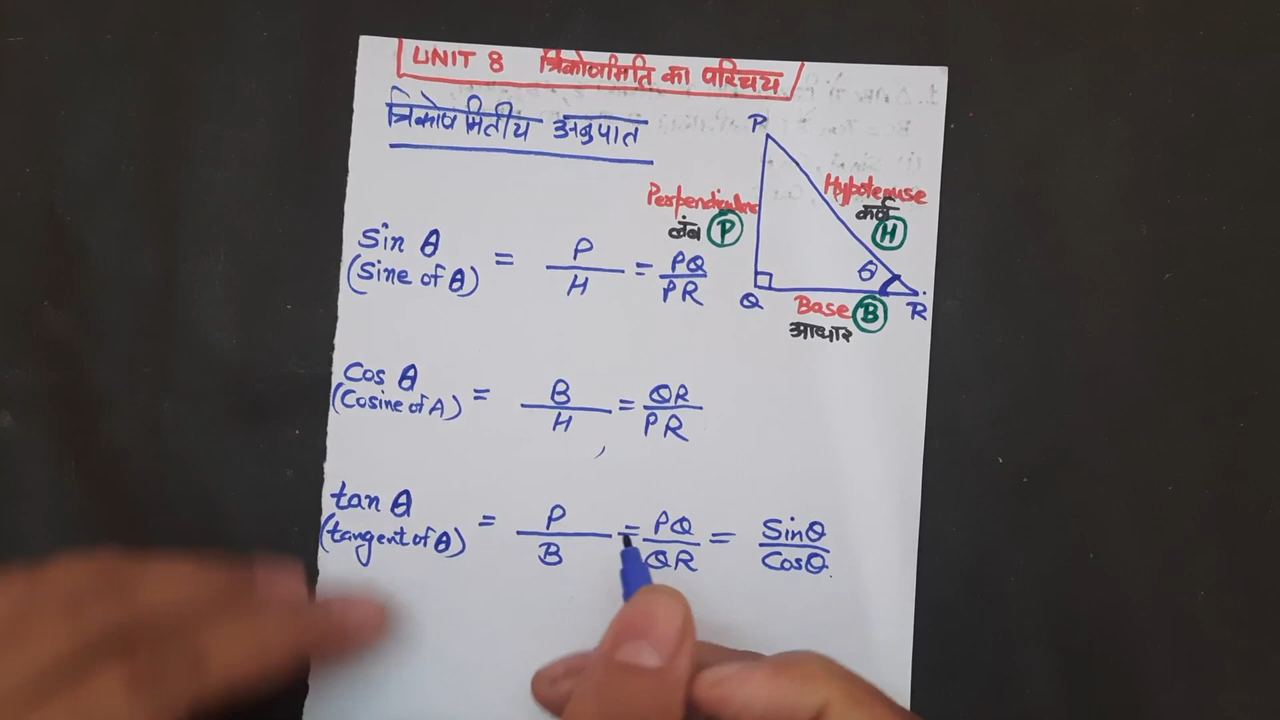 UNIT 8 त्रिकोणमिति का परिचय
त्रिकोणमितीय अनुपात
P
Perpendicular
लंब P
Hypotenuse
कर्ण
H
θ
Q
Base B
R
आधार
Sin θ
(Sine of θ)
= P/H = PQ/PR
Cos θ
(Cosine of A)
= B/H = QR/PR
tan θ
(tangent of θ)
= P/B = PQ/QR = Sinθ/Cosθ